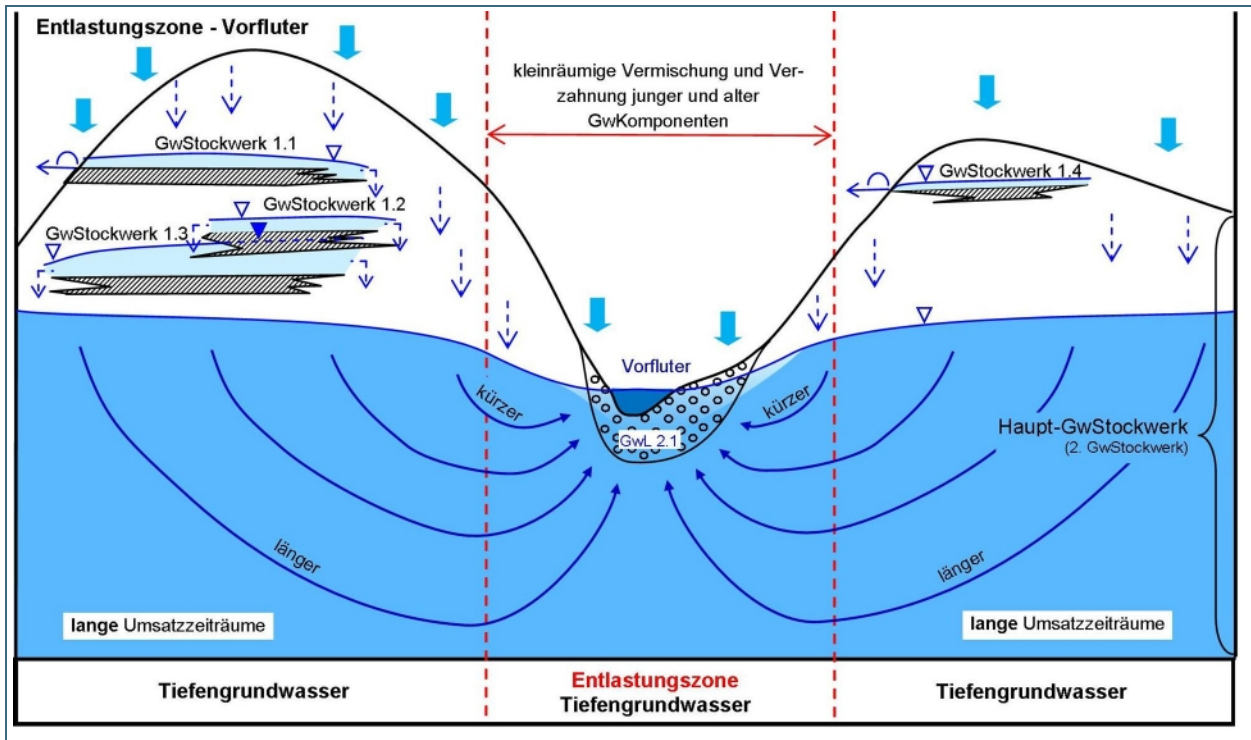 Entlastungszone - Vorfluter
kleinräumige Vermischung und Ver-
zahnung junger und alter
GwKomponenten
GwStockwerk 1.1
GwStockwerk 1.2
GwStockwerk 1.3
GwStockwerk 1.4
Vorfluter
kürzer
kürzer
GwL 2.1
Haupt-GwStockwerk
(2. GwStockwerk)
länger
länger
lange Umsatzzeiträume
lange Umsatzzeiträume
Tiefengrundwasser
Entlastungszone
Tiefengrundwasser
Tiefengrundwasser